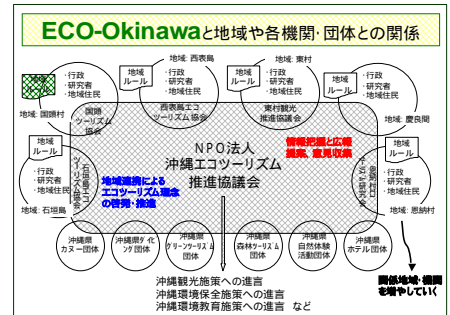 ECO-Okinawaと地域や各機関・団体との関係
地域
ルール
・行政
・研究者
・地域住民
地域: 国頭村
国頭
ツーリズム
協会
地域: 西表島
地域
ルール
・行政
・研究者
・地域住民
西表島エコ
ツーリズム協会
地域: 東村
地域
ルール
・行政
・研究者
・地域住民
東村観光
推進協議会
地域
ルール
・行政
・研究者
・地域住民
地域: 慶良間
地域
ルール
・行政
・研究者
・地域住民
地域: 石垣島
石垣島エコ
ツーリズム協会
NPO法人
沖縄エコツーリズム
推進協議会
情報把握と広報
提案、意見収集
地域連携による
エコツーリズム理念
の啓発・推進
地域
ルール
・行政
・研究者
・地域住民
地域: 恩納村
沖縄県
カヌー団体
沖縄県ダイビ
ング団体
沖縄県
グリーンツーリズム
団体
沖縄県
森林ツーリズム
団体
沖縄県
自然体験
活動団体
沖縄県
ホテル団体
関係地域・機関
を増やしていく
沖縄観光施策への進言
沖縄環境保全施策への進言
沖縄環境教育施策への進言 など